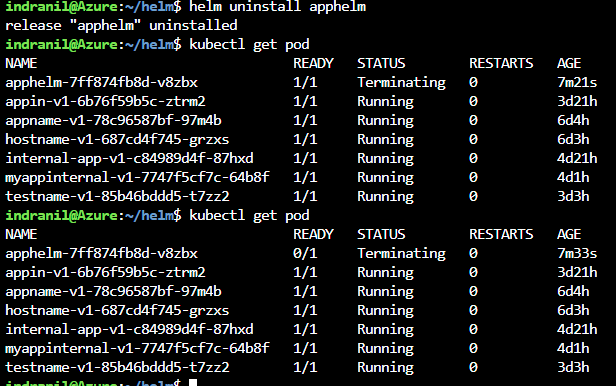 indranil@Azure:~/helm$ helm uninstall apphelm
release "apphelm" uninstalled
indranil@Azure:~/helm$ kubectl get pod
NAME READY STATUS RESTARTS AGE
apphelm-7ff874fb8d-v8zbx 1/1 Terminating 0 7m21s
appin-v1-6b76f59b5c-ztrm2 1/1 Running 0 3d21h
appname-v1-78c96587bf-97m4b 1/1 Running 0 6d4h
hostname-v1-687cd4f745-grzxs 1/1 Running 0 6d3h
internal-app-v1-c84989d4f-87hxd 1/1 Running 0 4d21h
myappinternal-v1-7747f5cf7c-64b8f 1/1 Running 0 4d1h
testname-v1-85b46bddd5-t7zz2 1/1 Running 0 3d3h
indranil@Azure:~/helm$ kubectl get pod
NAME READY STATUS RESTARTS AGE
apphelm-7ff874fb8d-v8zbx 0/1 Terminating 0 7m33s
appin-v1-6b76f59b5c-ztrm2 1/1 Running 0 3d21h
appname-v1-78c96587bf-97m4b 1/1 Running 0 6d4h
hostname-v1-687cd4f745-grzxs 1/1 Running 0 6d3h
internal-app-v1-c84989d4f-87hxd 1/1 Running 0 4d21h
myappinternal-v1-7747f5cf7c-64b8f 1/1 Running 0 4d1h
testname-v1-85b46bddd5-t7zz2 1/1 Running 0 3d3h
indranil@Azure:~/helm$